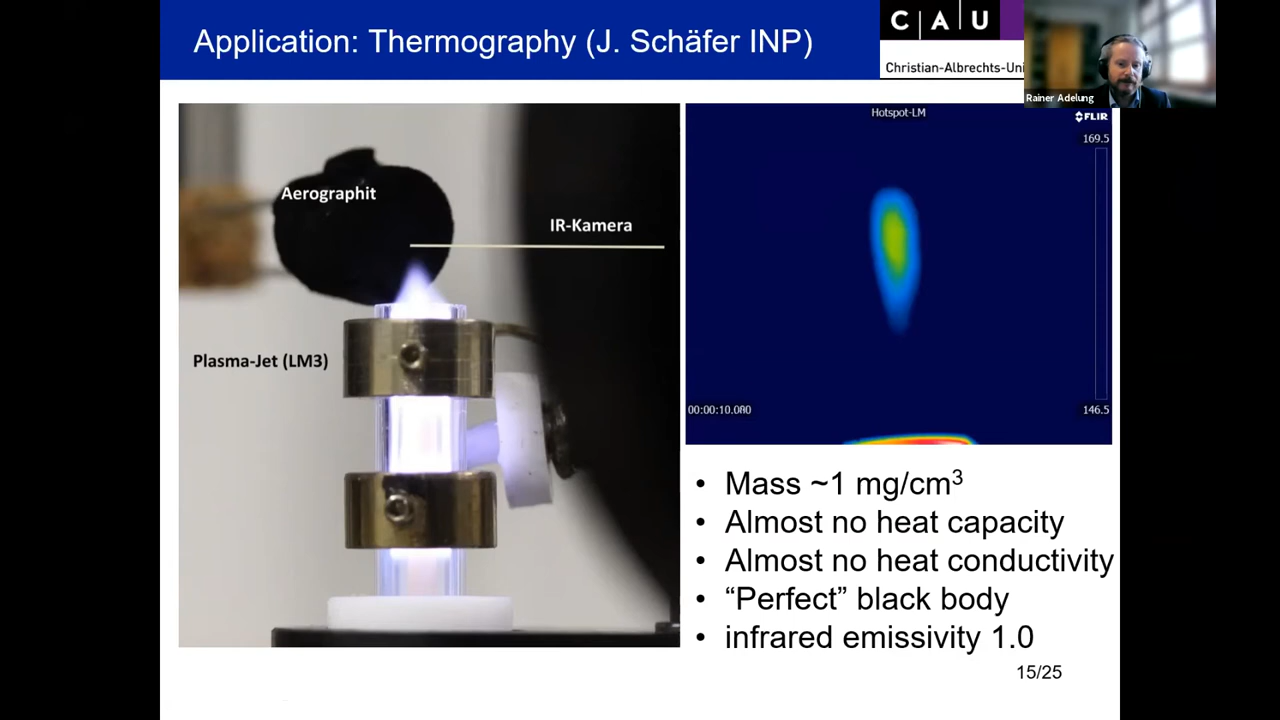 Application: Thermography (J. Schäfer INP)
C A U
Christian-Albrechts-Uni
Rainer Adelung
Aerographit
IR-Kamera
Plasma-Jet (LM3)
Hotspot-LM
FLIR
169.5
00:00:10.080
146.5
• Mass ~1 mg/cm³
• Almost no heat capacity
• Almost no heat conductivity
• “Perfect” black body
• infrared emissivity 1.0
15/25